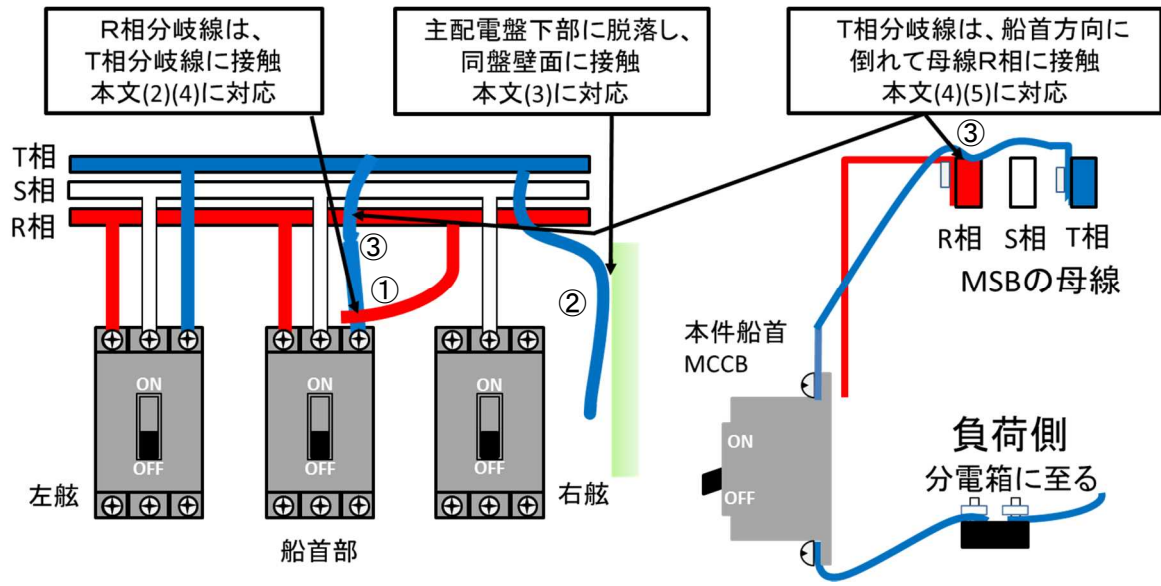 R相分岐線は、
T相分岐線に接触
本文(2)(4)に対応
主配電盤下部に脱落し、
同盤壁面に接触
本文(3)に対応
T相分岐線は、船首方向に
倒れて母線R相に接触
本文(4)(5)に対応
T相
S相
R相
③
①
②
③
R相 S相 T相
MSBの母線
本件船首
MCCB
ON
OFF
ON
OFF
ON
OFF
左舷
船首部
右舷
ON
OFF
負荷側
分電箱に至る